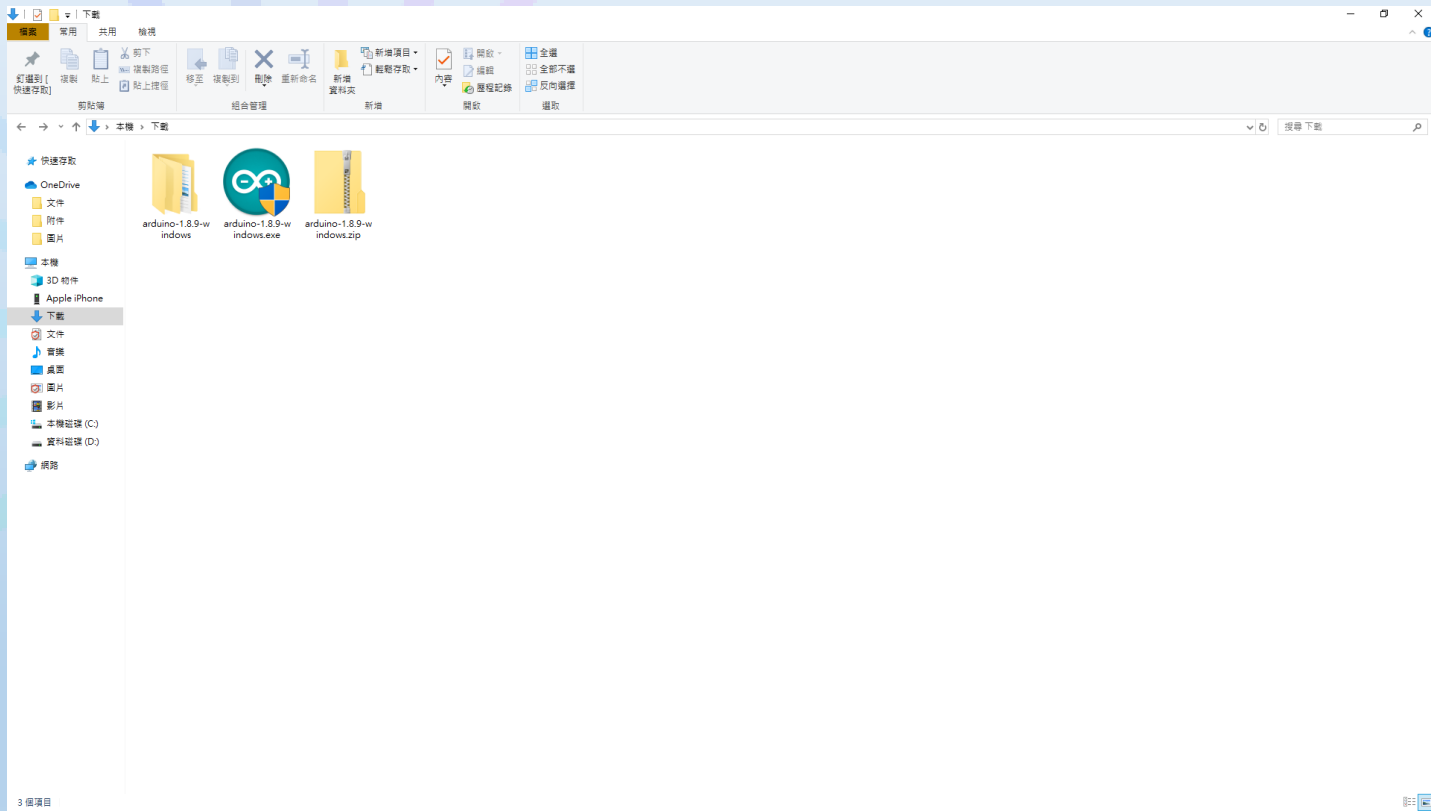 下載
檔案 常用 共用 檢視
釘選到 [
快速存取]
複製
貼上
剪下
複製路徑
貼上捷徑
剪貼簿
移至
複製到
刪除
重新命名
組合管理
新增
資料夾
新增項目
輕鬆存取
新增
內容
開啟
編輯
歷程記錄
開啟
全選
全部不選
反向選擇
選取
本機 › 下載
搜尋 下載
快速存取
OneDrive
文件
附件
圖片
本機
3D 物件
Apple iPhone
下載
文件
音樂
桌面
圖片
影片
本機磁碟 (C:)
資料磁碟 (D:)
網路
arduino-1.8.9-w
indows
arduino-1.8.9-w
indows.exe
arduino-1.8.9-w
indows.zip
3 個項目